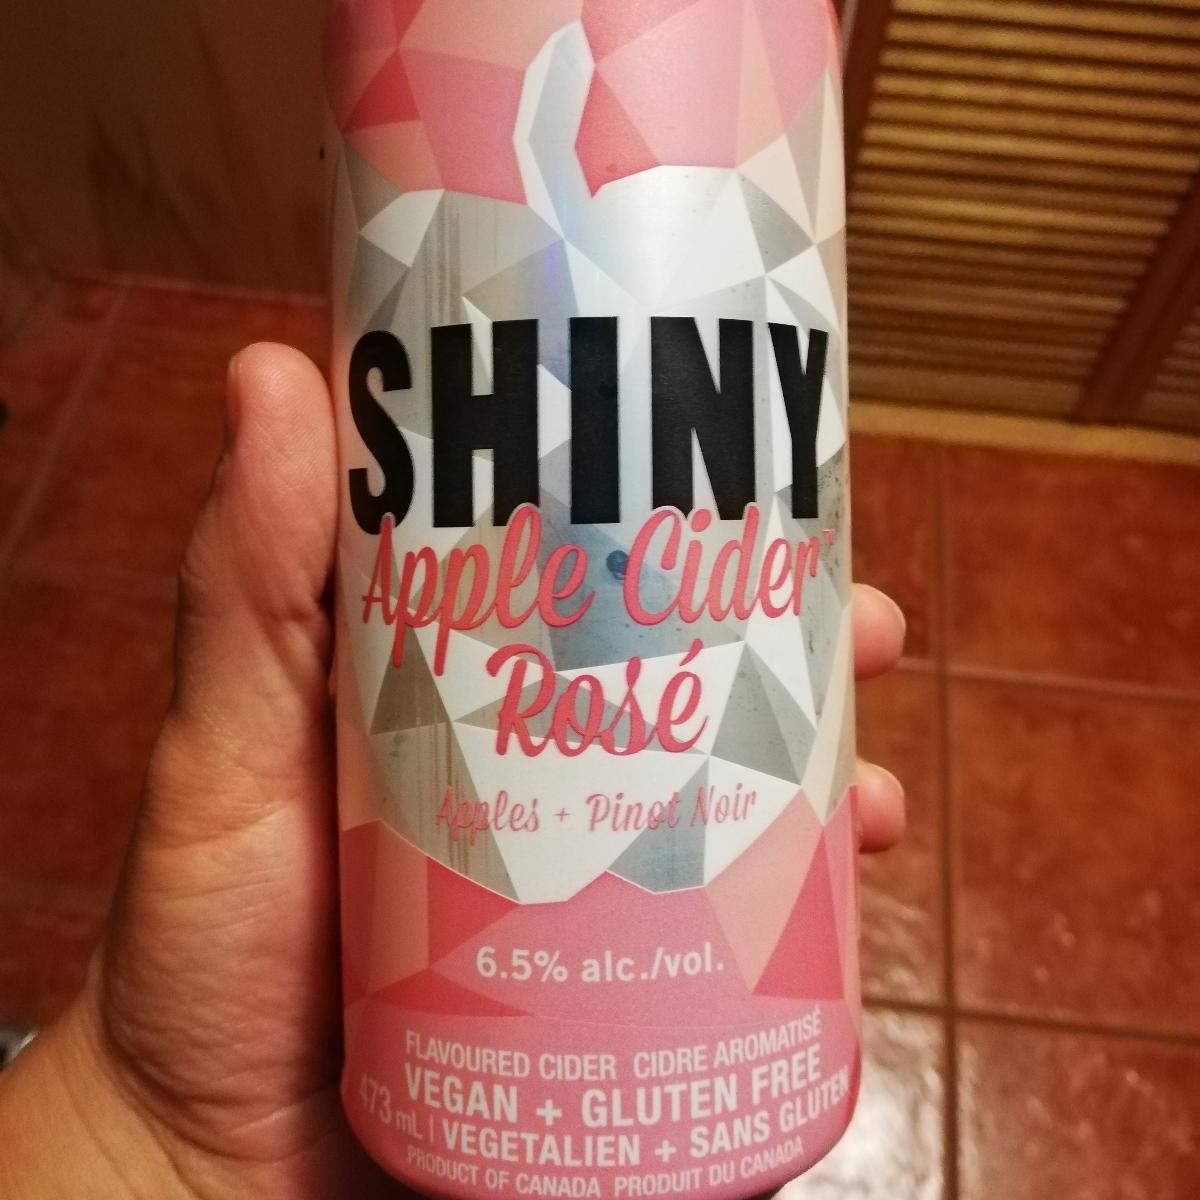 SHINY
Apple Cider™
Rosé
Apples + Pinot Noir
6.5% alc./vol.
FLAVOURED CIDER CIDRE AROMATISÉ
VEGAN + GLUTEN FREE
473 mL | VEGETALIEN + SANS GLUTEN
PRODUCT OF CANADA PRODUIT DU CANADA